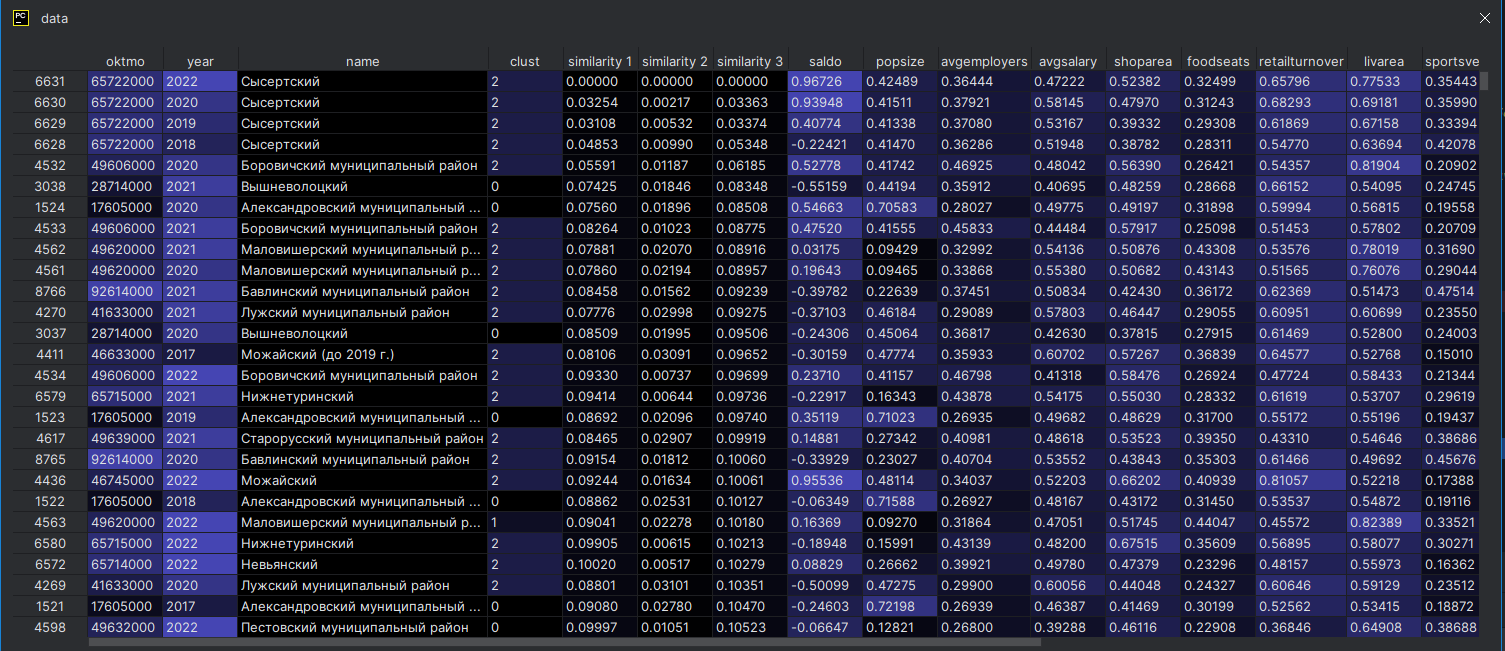 PC data
oktmo year name clust similarity 1 similarity 2 similarity 3 saldo popsize avgemployers avgsalary shoparea foodseats retailturnover livarea sportsve
6631 65722000 2022 Сысертский 2 0.00000 0.00000 0.00000 0.96726 0.42489 0.36444 0.47222 0.52382 0.32499 0.65796 0.77533 0.35443
6630 65722000 2020 Сысертский 2 0.03254 0.00217 0.03363 0.93948 0.41511 0.37921 0.58145 0.47970 0.31243 0.68293 0.69181 0.35990
6629 65722000 2019 Сысертский 2 0.03108 0.00532 0.03374 0.40774 0.41338 0.37080 0.53167 0.39332 0.29308 0.61869 0.67158 0.33394
6628 65722000 2018 Сысертский 2 0.04853 0.00990 0.05348 -0.22421 0.41470 0.36286 0.51948 0.38782 0.28311 0.54770 0.63694 0.42078
4532 49606000 2020 Боровичский муниципальный район 2 0.05591 0.01187 0.06185 0.52778 0.41742 0.46925 0.48042 0.56390 0.26421 0.54357 0.81904 0.20902
3038 28714000 2021 Вышневолоцкий 0 0.07425 0.01846 0.08348 -0.55159 0.44194 0.35912 0.40695 0.48259 0.28668 0.66152 0.54095 0.24745
1524 17605000 2020 Александровский муниципальный ... 0 0.07560 0.01896 0.08508 0.54663 0.70583 0.28027 0.49775 0.49197 0.31898 0.59994 0.56815 0.19558
4533 49606000 2021 Боровичский муниципальный район 2 0.08264 0.01023 0.08775 0.47520 0.41555 0.45833 0.44484 0.57917 0.25098 0.51453 0.57802 0.20709
4562 49620000 2021 Маловишерский муниципальный р... 2 0.07881 0.02070 0.08916 0.03175 0.09429 0.32992 0.54136 0.50876 0.43308 0.53576 0.78019 0.31690
4561 49620000 2020 Маловишерский муниципальный р... 2 0.07860 0.02194 0.08957 0.19643 0.09465 0.33868 0.55380 0.50682 0.43143 0.51565 0.76076 0.29044
8766 92614000 2021 Бавлинский муниципальный район 2 0.08458 0.01562 0.09239 -0.39782 0.22639 0.37451 0.50834 0.42430 0.36172 0.62369 0.51473 0.47514
4270 41633000 2021 Лужский муниципальный район 2 0.07776 0.02998 0.09275 -0.37103 0.46184 0.29089 0.57803 0.46447 0.29055 0.60951 0.60699 0.23550
3037 28714000 2020 Вышневолоцкий 0 0.08509 0.01995 0.09506 -0.24306 0.45064 0.36817 0.42630 0.37815 0.27915 0.61469 0.52800 0.24003
4411 46633000 2017 Можайский (до 2019 г.) 2 0.08106 0.03091 0.09652 -0.30159 0.47774 0.35933 0.60702 0.57267 0.36839 0.64577 0.52768 0.15010
4534 49606000 2022 Боровичский муниципальный район 2 0.09330 0.00737 0.09699 0.23710 0.41157 0.46798 0.41318 0.58476 0.26924 0.47724 0.58433 0.21344
6579 65715000 2021 Нижнетуринский 2 0.09414 0.00644 0.09736 -0.22917 0.16343 0.43878 0.54175 0.55030 0.28332 0.61619 0.53707 0.29619
1523 17605000 2019 Александровский муниципальный ... 0 0.08692 0.02096 0.09740 0.35119 0.71023 0.26935 0.49682 0.48629 0.31700 0.55172 0.55196 0.19437
4617 49639000 2021 Старорусский муниципальный район 2 0.08465 0.02907 0.09919 0.14881 0.27342 0.40981 0.48618 0.53523 0.39350 0.43310 0.54646 0.38686
8765 92614000 2020 Бавлинский муниципальный район 2 0.09154 0.01812 0.10060 -0.33929 0.23027 0.40704 0.53552 0.43843 0.35303 0.61466 0.49692 0.45676
4436 46745000 2022 Можайский 2 0.09244 0.01634 0.10061 0.95536 0.48114 0.34037 0.52203 0.66202 0.40939 0.81057 0.52218 0.17388
1522 17605000 2018 Александровский муниципальный ... 0 0.08862 0.02531 0.10127 -0.06349 0.71588 0.26927 0.48167 0.43172 0.31450 0.53537 0.54872 0.19116
4563 49620000 2022 Маловишерский муниципальный р... 1 0.09041 0.02278 0.10180 0.16369 0.09270 0.31864 0.47051 0.51745 0.44047 0.45572 0.82389 0.33521
6580 65715000 2022 Нижнетуринский 2 0.09905 0.00615 0.10213 -0.18948 0.15991 0.43139 0.48200 0.67515 0.35609 0.56895 0.58077 0.30271
6572 65714000 2022 Невьянский 2 0.10020 0.00517 0.10279 0.08829 0.26662 0.39921 0.49780 0.47379 0.23296 0.48157 0.55973 0.16362
4269 41633000 2020 Лужский муниципальный район 2 0.08801 0.03101 0.10351 -0.50099 0.47275 0.29900 0.60056 0.44048 0.24327 0.60646 0.59129 0.23512
1521 17605000 2017 Александровский муниципальный ... 0 0.09080 0.02780 0.10470 -0.24603 0.72198 0.26939 0.46387 0.41469 0.30199 0.52562 0.53415 0.18872
4598 49632000 2022 Пестовский муниципальный район 0 0.09997 0.01051 0.10523 -0.06647 0.12821 0.26800 0.39288 0.46116 0.22908 0.36846 0.64908 0.38688